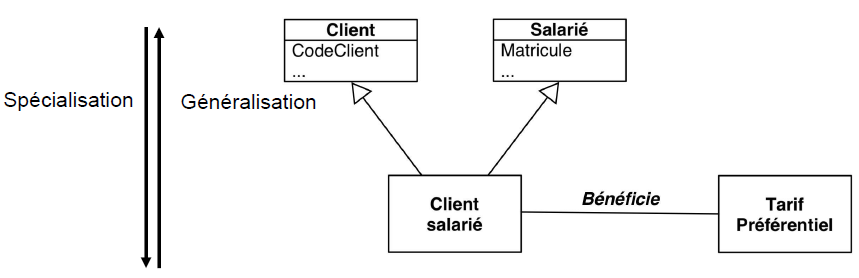 Client
CodeClient
...
Salarié
Matricule
...
Spécialisation
Généralisation
Client
salarié
Bénéficie
Tarif
Préférentiel